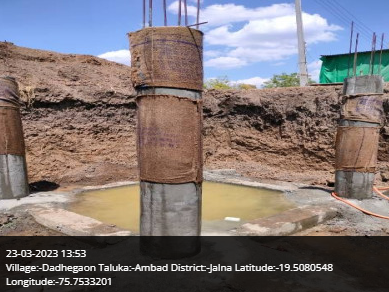 23-03-2023 13:53
Village:-Dadhegaon Taluka:-Ambad District:-Jalna Latitude:-19.5080548
Longitude:-75.7533201